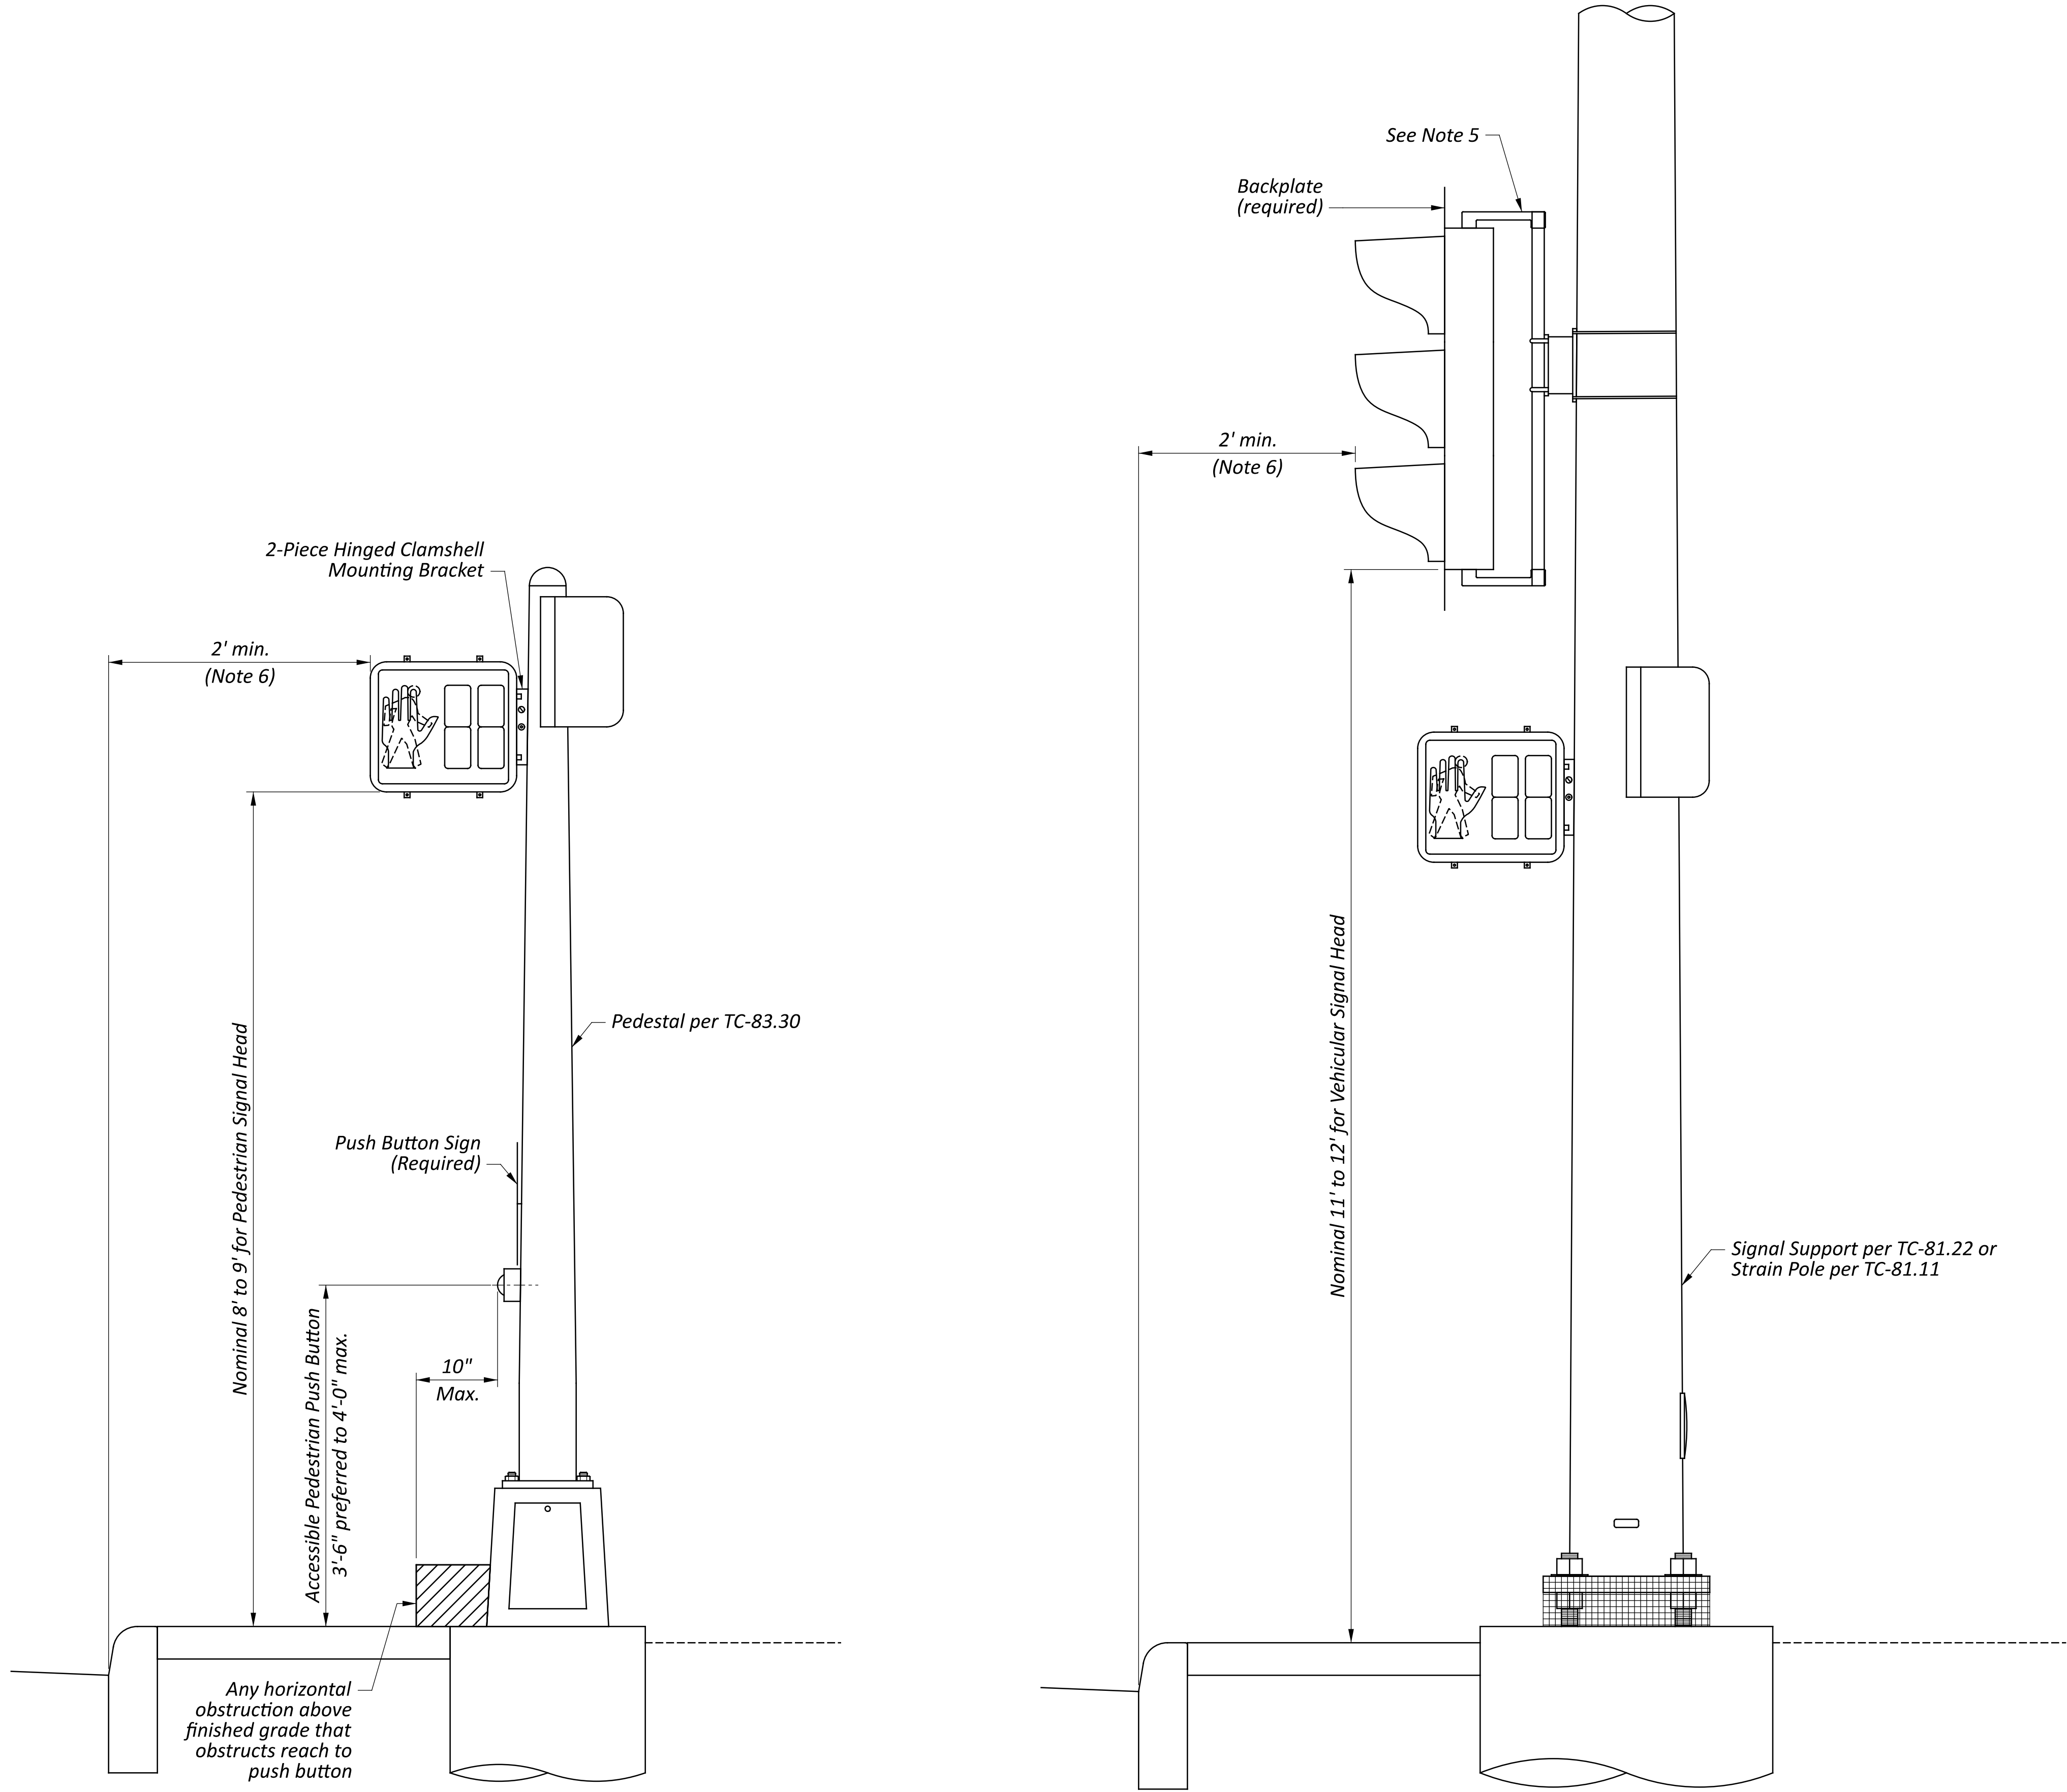 2-Piece Hinged Clamshell
Mounting Bracket
2' min.
(Note 6)
Nominal 8' to 9' for Pedestrian Signal Head
Pedestal per TC-83.30
Push Button Sign
(Required)
Accessible Pedestrian Push Button
3'-6" preferred to 4'-0" max.
10"
Max.
Any horizontal
obstruction above
finished grade that
obstructs reach to
push button
See Note 5
Backplate
(required)
2' min.
(Note 6)
Nominal 11' to 12' for Vehicular Signal Head
Signal Support per TC-81.22 or
Strain Pole per TC-81.11